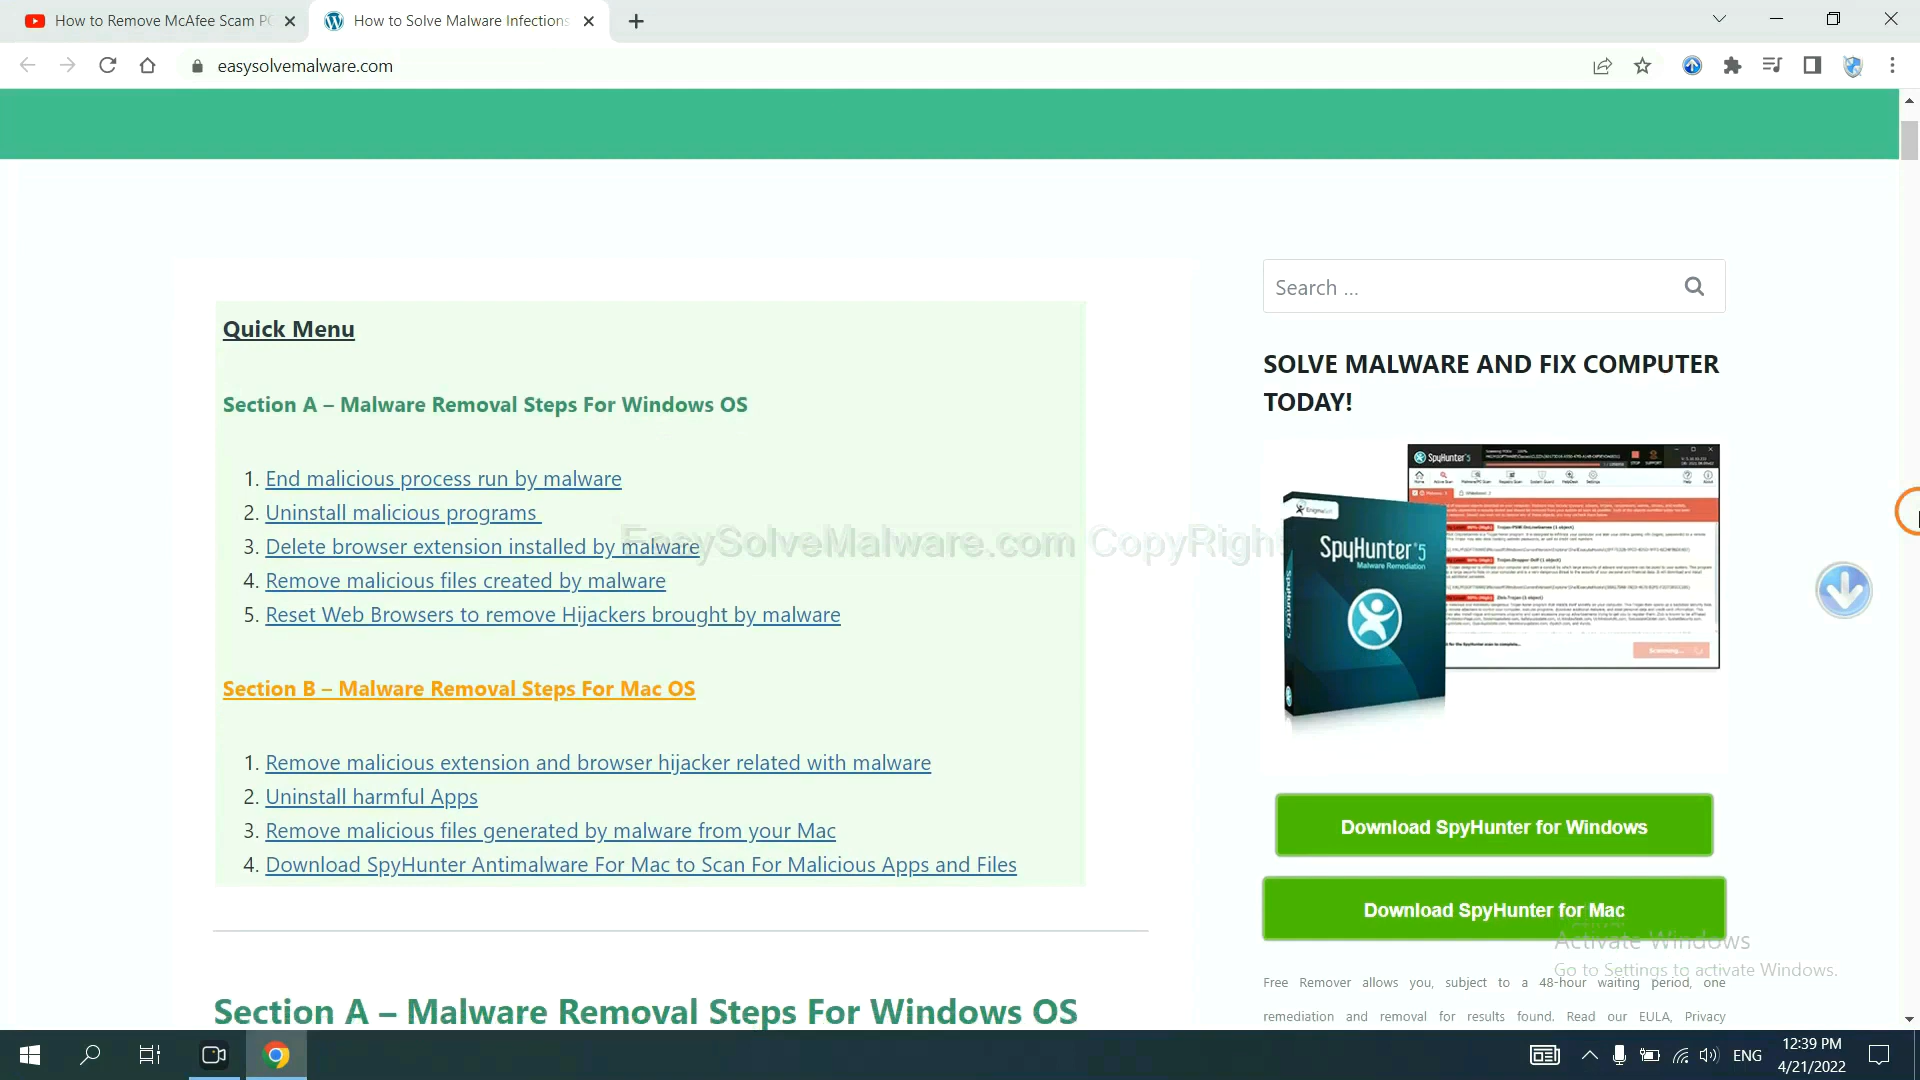 How to Remove McAfee Scam P
How to Solve Malware Infections
easysolvemalware.com
Search ...
Quick Menu
Section A – Malware Removal Steps For Windows OS
1. End malicious process run by malware
2. Uninstall malicious programs
3. Delete browser extension installed by malware
4. Remove malicious files created by malware
5. Reset Web Browsers to remove Hijackers brought by malware
Section B – Malware Removal Steps For Mac OS
1. Remove malicious extension and browser hijacker related with malware
2. Uninstall harmful Apps
3. Remove malicious files generated by malware from your Mac
4. Download SpyHunter Antimalware For Mac to Scan For Malicious Apps and Files
EasySolveMalware.com CopyRigh
Section A – Malware Removal Steps For Windows OS
SOLVE MALWARE AND FIX COMPUTER
TODAY!
SpyHunter 5
EnigmaSoft
SpyHunter 5
Malware Remediation
SpyHunter 5
Scanning...
Download SpyHunter for Windows
Download SpyHunter for Mac
Activate Windows
Go to Settings to activate Windows.
Free Remover allows you, subject to a 48-hour waiting period, one
remediation and removal for results found. Read our EULA, Privacy
ENG
12:39 PM
4/21/2022